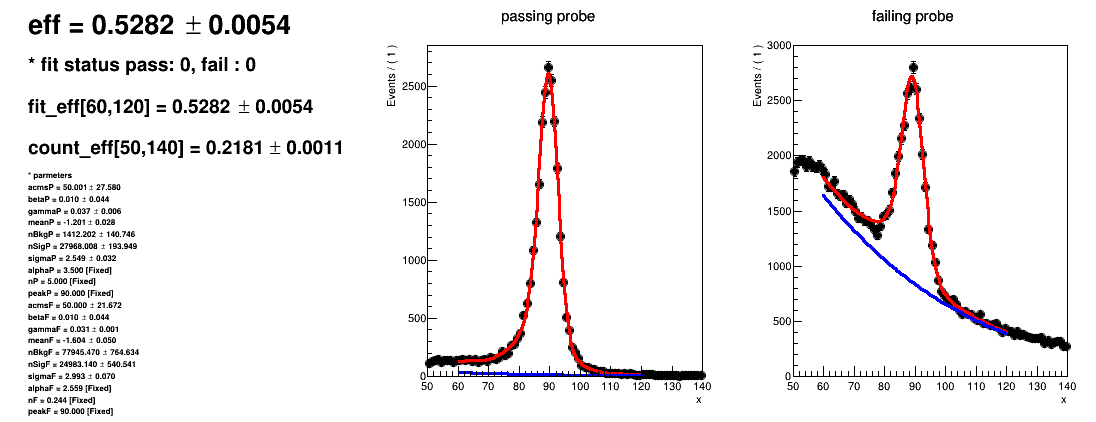 eff = 0.5282 ± 0.0054
* fit status pass: 0, fail : 0
fit_eff[60,120] = 0.5282 ± 0.0054
count_eff[50,140] = 0.2181 ± 0.0011
* parmeters
acmsP = 50.001 ± 27.580
betaP = 0.010 ± 0.044
gammaP = 0.037 ± 0.006
meanP = -1.201 ± 0.028
nBkgP = 1412.202 ± 140.746
nSigP = 27968.008 ± 193.949
sigmaP = 2.549 ± 0.032
alphaP = 3.500 [Fixed]
nP = 5.000 [Fixed]
peakP = 90.000 [Fixed]
acmsF = 50.000 ± 21.672
betaF = 0.010 ± 0.044
gammaF = 0.031 ± 0.001
meanF = -1.604 ± 0.050
nBkgF = 77945.470 ± 764.634
nSigF = 24983.140 ± 540.541
sigmaF = 2.993 ± 0.070
alphaF = 2.559 [Fixed]
nF = 0.244 [Fixed]
peakF = 90.000 [Fixed]
passing probe
Events / ( 1 )
2500
2000
1500
1000
500
0
50 60 70 80 90 100 110 120 130 140
x
failing probe
Events / ( 1 )
3000
2500
2000
1500
1000
500
0
50 60 70 80 90 100 110 120 130 140
x